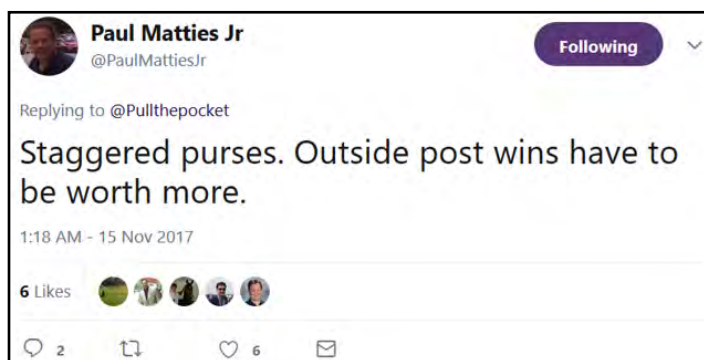 Paul Matties Jr
@PaulMattiesJr
Following
Replying to @Pullthepocket
Staggered purses. Outside post wins have to
be worth more.
1:18 AM - 15 Nov 2017
6 Likes
2 6